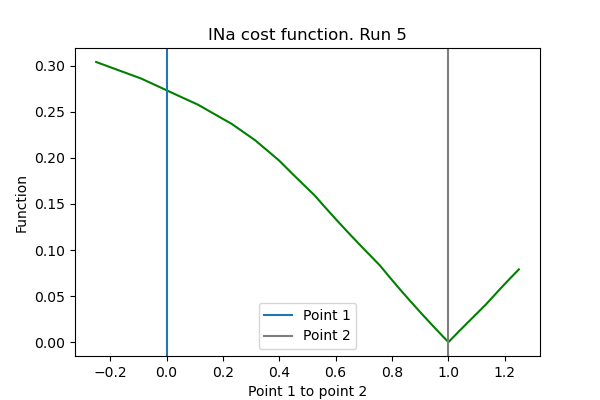 INa cost function. Run 5
0.30
0.25
0.20
0.15
0.10
0.05
0.00
Function
Point 1
Point 2
−0.2 0.0 0.2 0.4 0.6 0.8 1.0 1.2
Point 1 to point 2